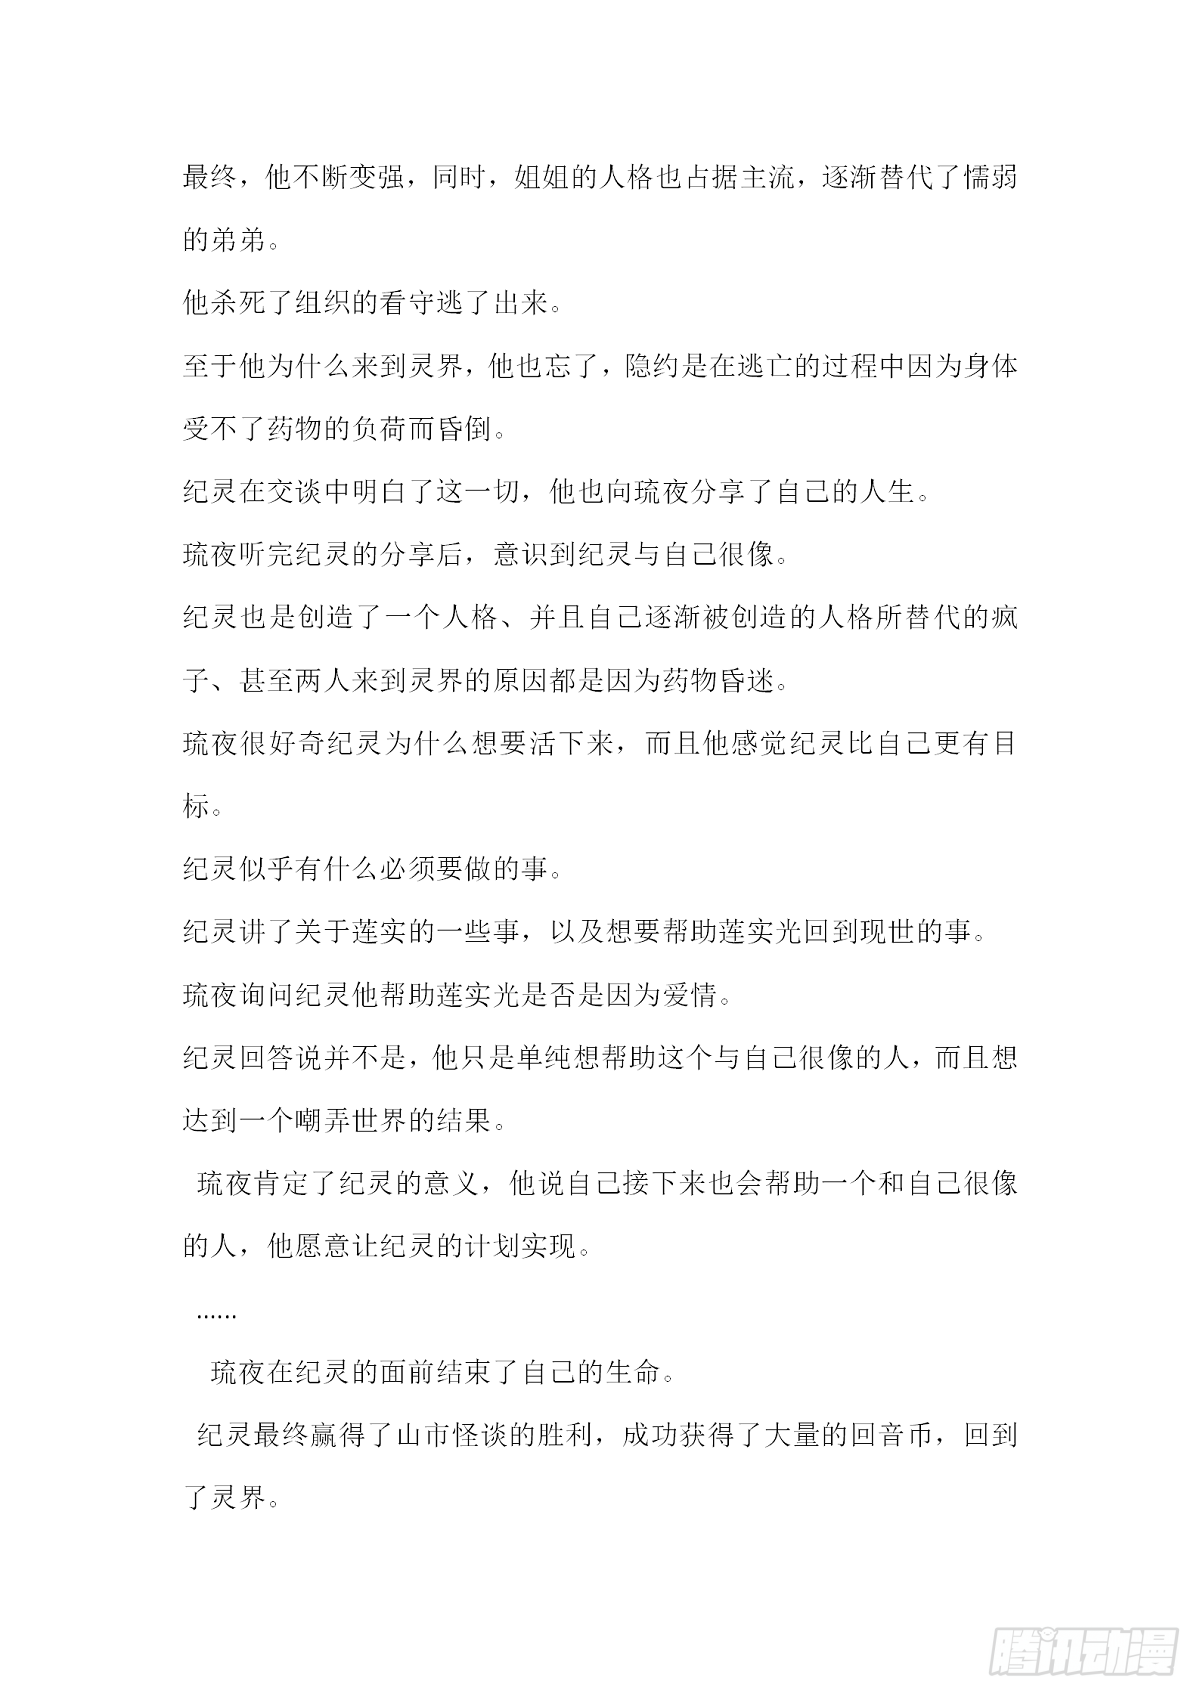 最终，他不断变强，同时，姐姐的人格也占据主流，逐渐替代了懦弱
的弟弟。
他杀死了组织的看守逃了出来。
至于他为什么来到灵界，他也忘了，隐约是在逃亡的过程中因为身体
受不了药物的负荷而昏倒。
纪灵在交谈中明白了这一切，他也向琉夜分享了自己的人生。
琉夜听完纪灵的分享后，意识到纪灵与自己很像。
纪灵也是创造了一个人格、并且自己逐渐被创造的人格所替代的疯
子、甚至两人来到灵界的原因都是因为药物昏迷。
琉夜很好奇纪灵为什么想要活下来，而且他感觉纪灵比自己更有目
标。
纪灵似乎有什么必须要做的事。
纪灵讲了关于莲实的一些事，以及想要帮助莲实光回到现世的事。
琉夜询问纪灵他帮助莲实光是否是因为爱情。
纪灵回答说并不是，他只是单纯想帮助这个与自己很像的人，而且想
达到一个嘲弄世界的结果。
琉夜肯定了纪灵的意义，他说自己接下来也会帮助一个和自己很像
的人，他愿意让纪灵的计划实现。
......
琉夜在纪灵的面前结束了自己的生命。
纪灵最终赢得了山市怪谈的胜利，成功获得了大量的回音币，回到
了灵界。
腾讯动漫